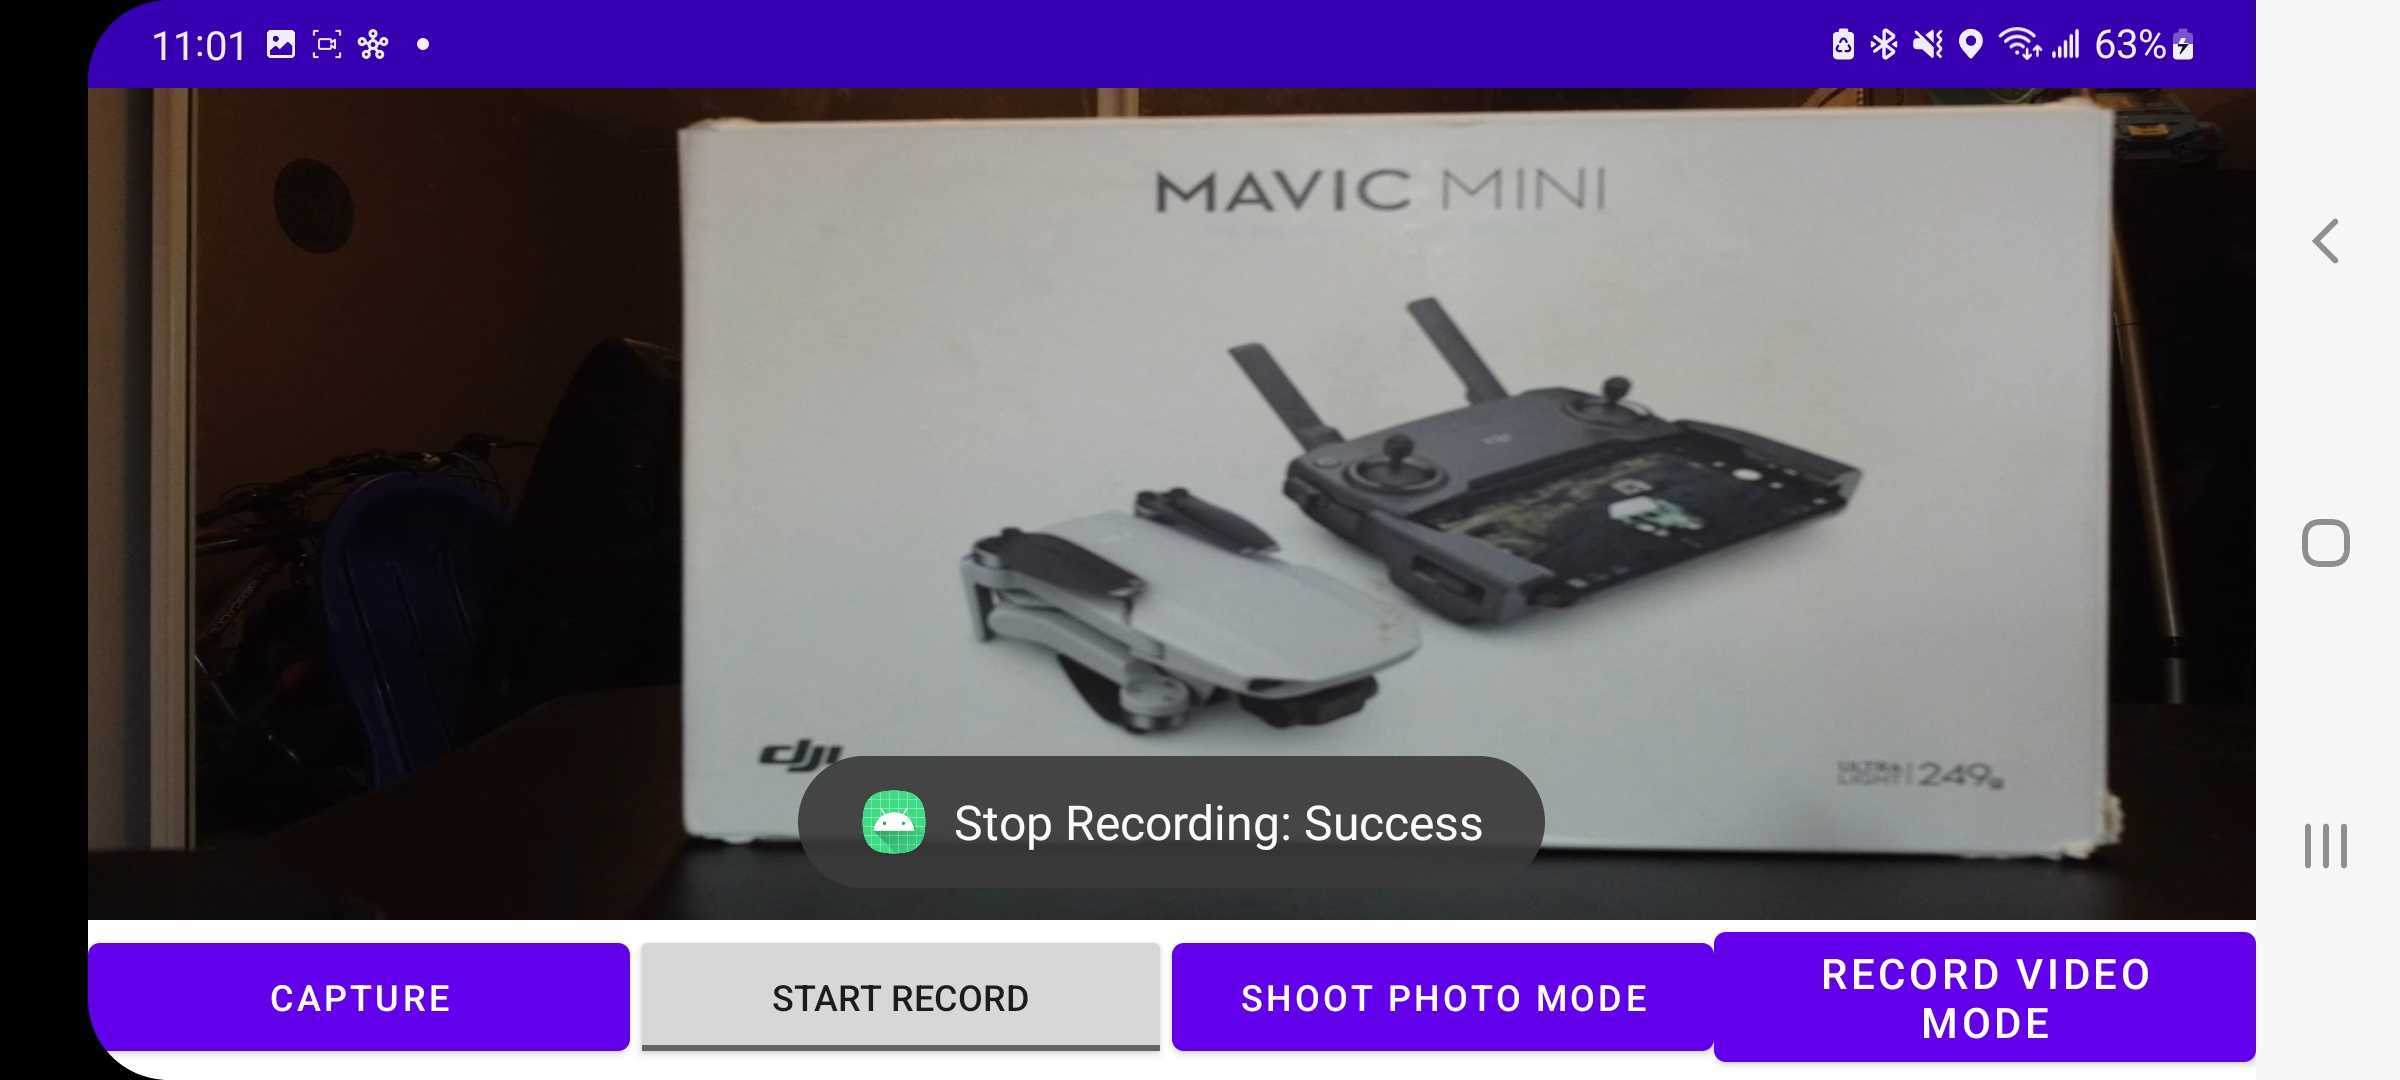 11:01
63%
MAVIC MINI
dji
ULTRA LIGHT | 249g
Stop Recording: Success
CAPTURE
START RECORD
SHOOT PHOTO MODE
RECORD VIDEO
MODE